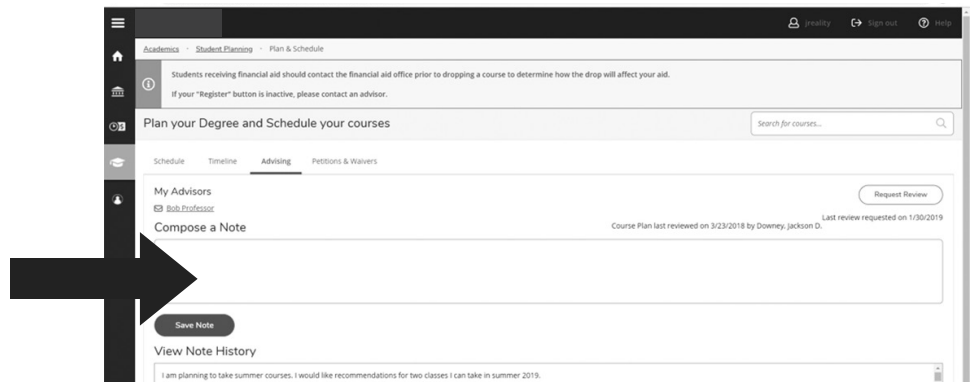 jreality Sign out Help
Academics · Student Planning · Plan & Schedule
Students receiving financial aid should contact the financial aid office prior to dropping a course to determine how the drop will affect your aid.
If your "Register" button is inactive, please contact an advisor.
Plan your Degree and Schedule your courses
Search for courses...
Schedule Timeline Advising Petitions & Waivers
My Advisors
Request Review
Bob Professor
Last review requested on 1/30/2019
Compose a Note
Course Plan last reviewed on 3/23/2018 by Downey, Jackson D.
Save Note
View Note History
I am planning to take summer courses. I would like recommendations for two classes I can take in summer 2019.